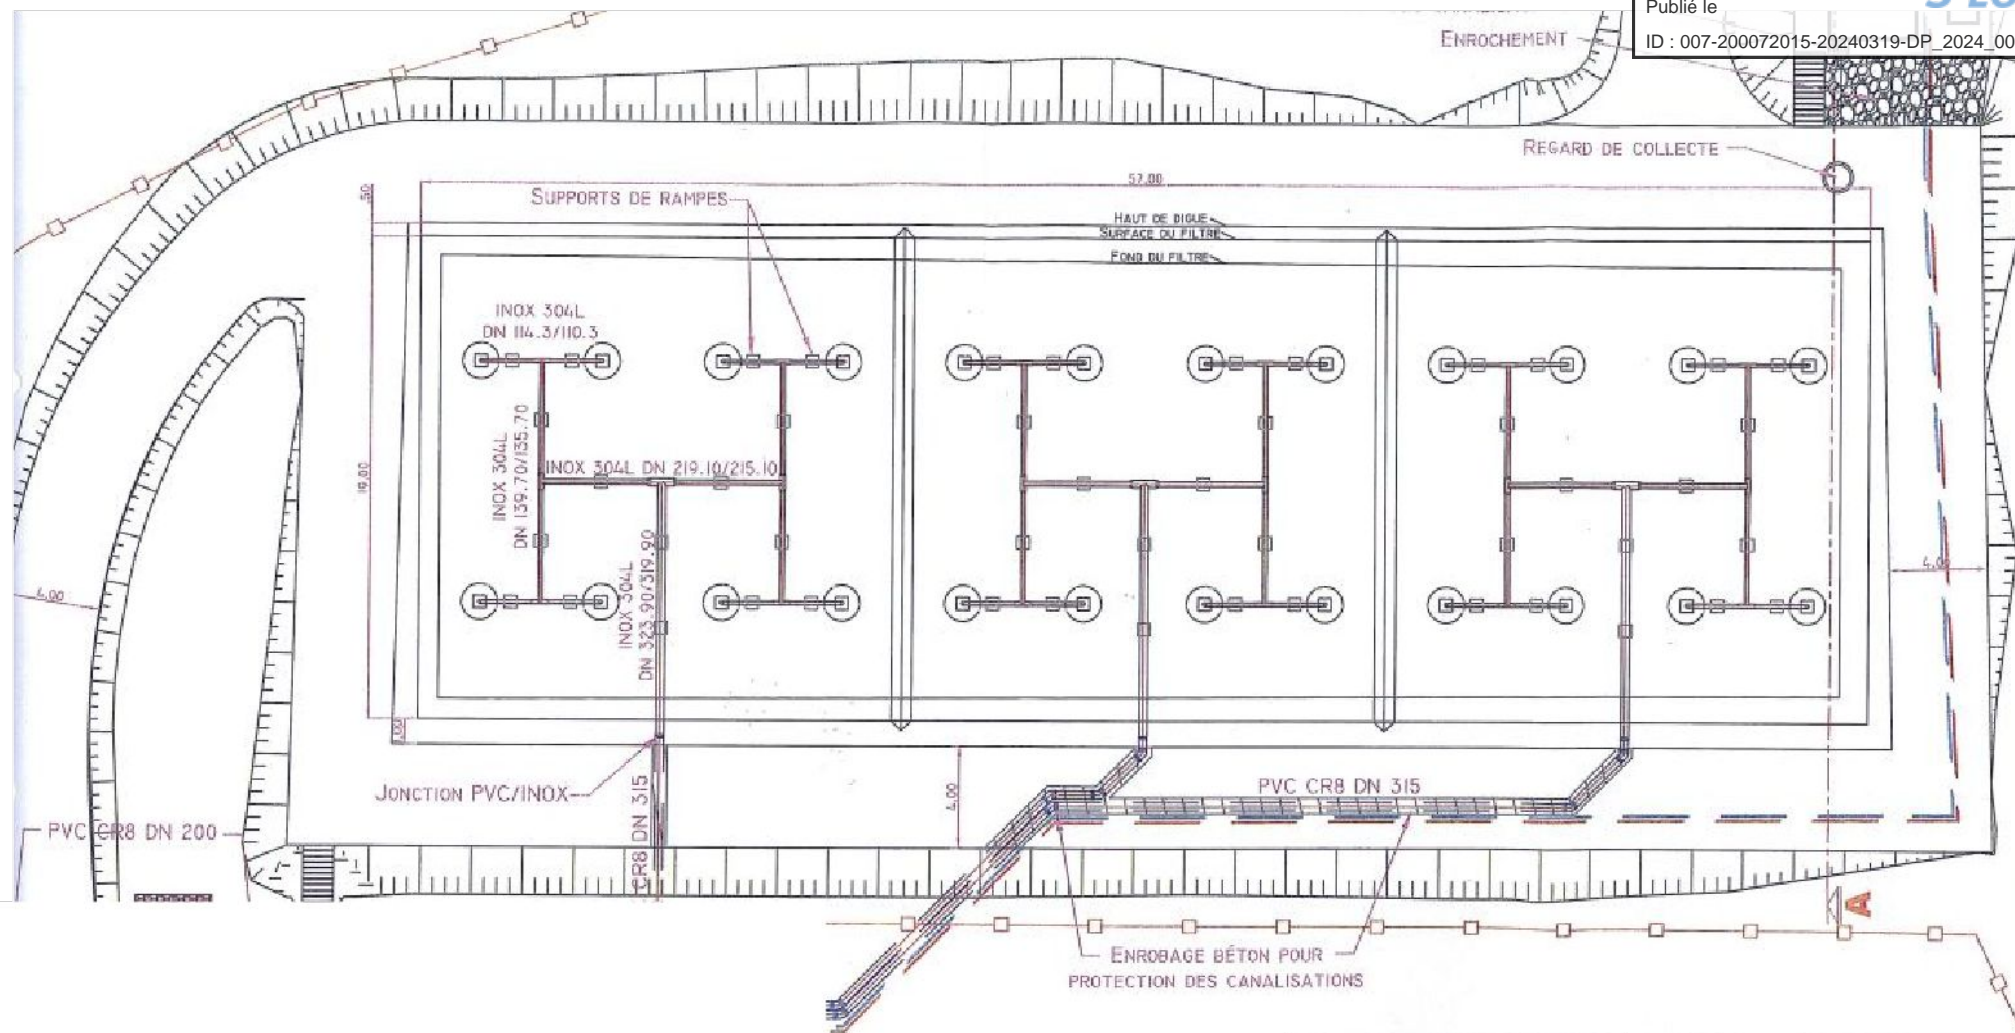 Publié le
ID : 007-200072015-20240319-DP_2024_00
ENROCHEMENT
REGARD DE COLLECTE
57.00
.50
SUPPORTS DE RAMPES
HAUT DE DIGUE
SURFACE DU FILTRE
FOND DU FILTRE
INOX 304L
DN 114.3/110.3
INOX 304L
DN 139.70/135.70
INOX 304L DN 219.10/215.10
19.00
INOX 304L
DN 323.90/319.90
4.00
4.00
JONCTION PVC/INOX
4.00
PVC CR8 DN 315
PVC CR8 DN 200
CR8 DN 315
A
ENROBAGE BÉTON POUR
PROTECTION DES CANALISATIONS